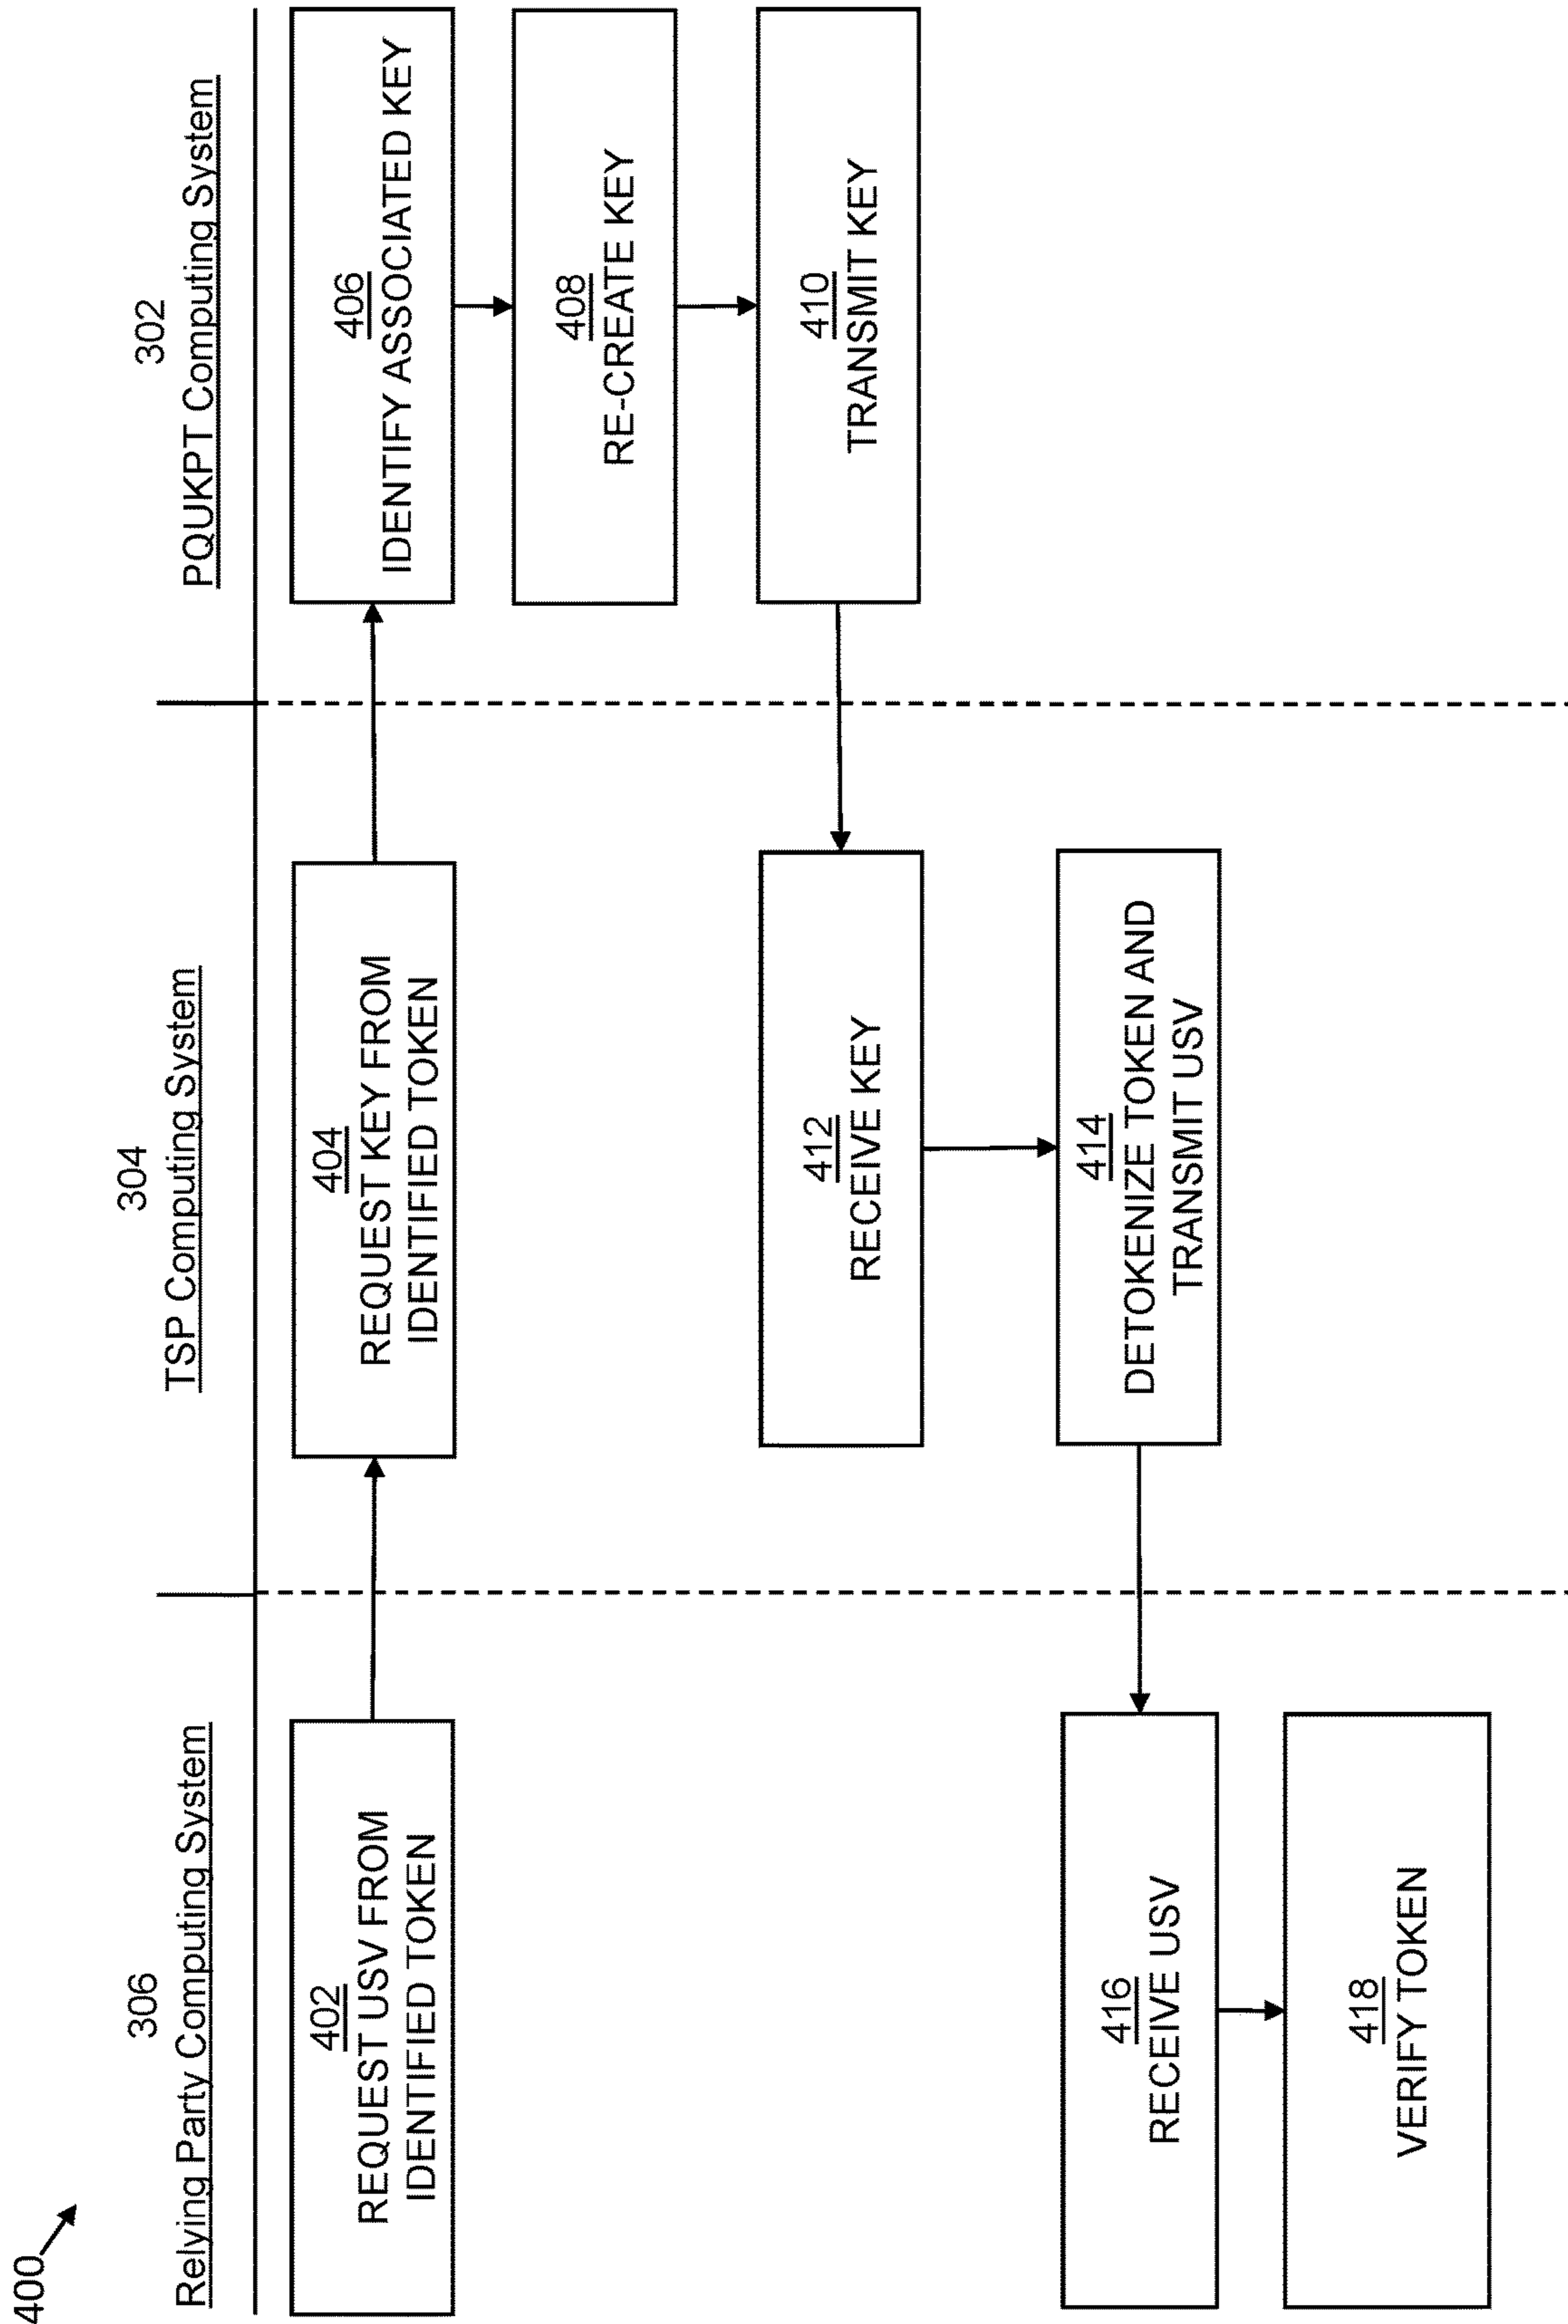 400
306
Relying Party Computing System
304
TSP Computing System
302
PQUKPT Computing System
402
REQUEST USV FROM
IDENTIFIED TOKEN
404
REQUEST KEY FROM
IDENTIFIED TOKEN
406
IDENTIFY ASSOCIATED KEY
408
RE-CREATE KEY
410
TRANSMIT KEY
412
RECEIVE KEY
414
DETOKENIZE TOKEN AND
TRANSMIT USV
416
RECEIVE USV
418
VERIFY TOKEN